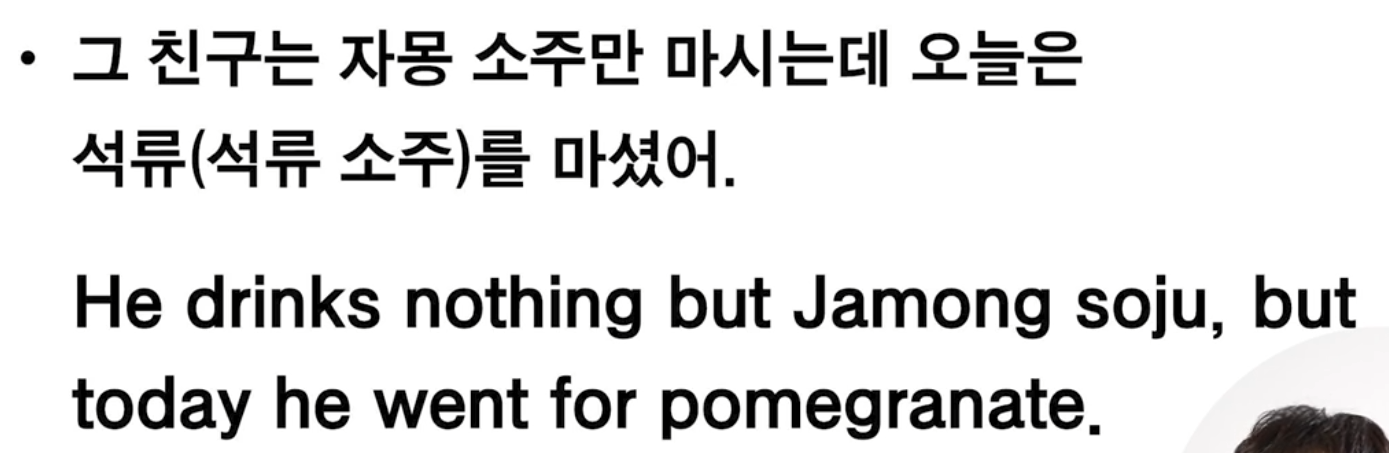 • 그 친구는 자몽 소주만 마시는데 오늘은
석류(석류 소주)를 마셨어.
He drinks nothing but Jamong soju, but
today he went for pomegranate.